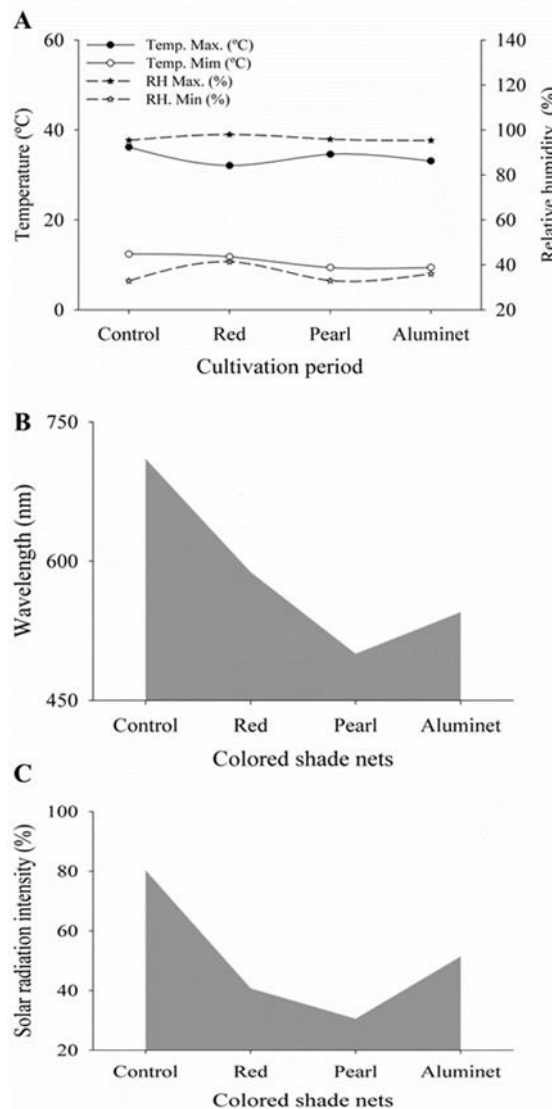 A
Temp. Max. (ºC)
Temp. Mim (ºC)
RH Max. (%)
RH. Min (%)
60
40
20
0
Temperature (ºC)
140
120
100
80
60
40
20
Relative humidity (%)
Control Red Pearl Aluminet
Cultivation period
B
750
600
450
Wavelength (nm)
Control Red Pearl Aluminet
Colored shade nets
C
100
80
60
40
20
Solar radiation intensity (%)
Control Red Pearl Aluminet
Colored shade nets